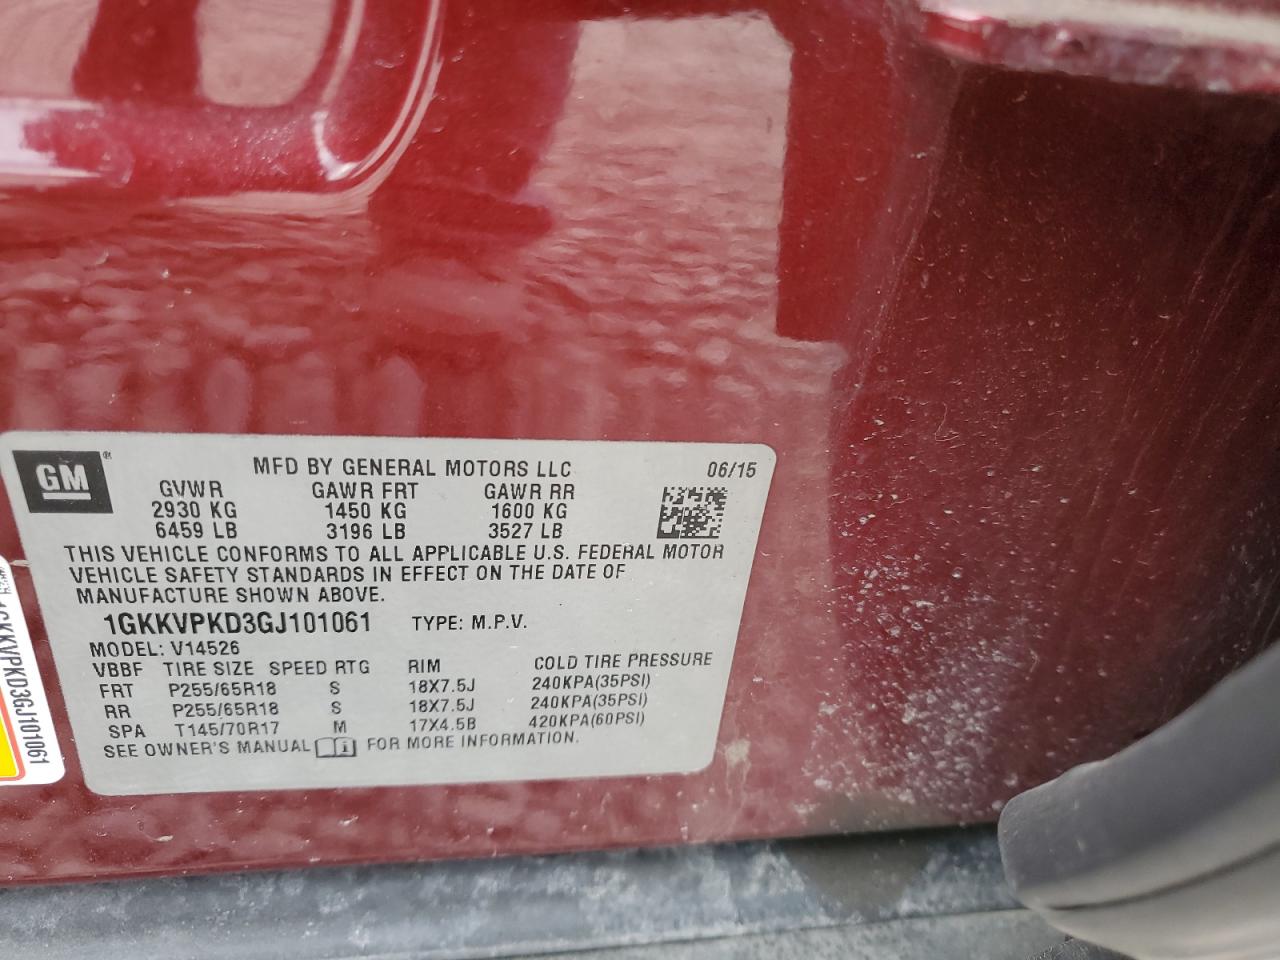 GM
MFD BY GENERAL MOTORS LLC 06/15
GVWR GAWR FRT GAWR RR
2930 KG 1450 KG 1600 KG
6459 LB 3196 LB 3527 LB
THIS VEHICLE CONFORMS TO ALL APPLICABLE U.S. FEDERAL MOTOR
VEHICLE SAFETY STANDARDS IN EFFECT ON THE DATE OF
MANUFACTURE SHOWN ABOVE.
1GKKVPKD3GJ101061 TYPE: M.P.V.
MODEL: V14526
VBBF TIRE SIZE SPEED RTG RIM COLD TIRE PRESSURE
FRT P255/65R18 S 18X7.5J 240KPA(35PSI)
RR P255/65R18 S 18X7.5J 240KPA(35PSI)
SPA T145/70R17 M 17X4.5B 420KPA(60PSI)
SEE OWNER'S MANUAL FOR MORE INFORMATION.
1GKKVPKD3GJ101061